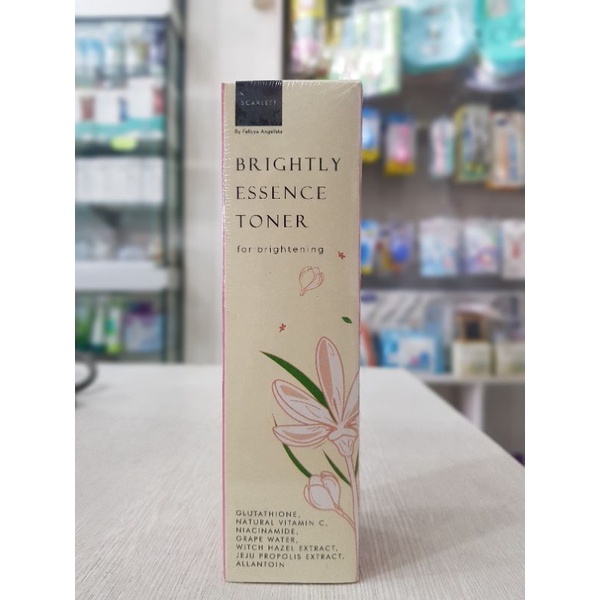 SCARLETT
By Felicya Angelista
BRIGHTLY
ESSENCE
TONER
for brightening
GLUTATHIONE,
NATURAL VITAMIN C,
NIACINAMIDE,
GRAPE WATER,
WITCH HAZEL EXTRACT,
JEJU PROPOLIS EXTRACT,
ALLANTOIN